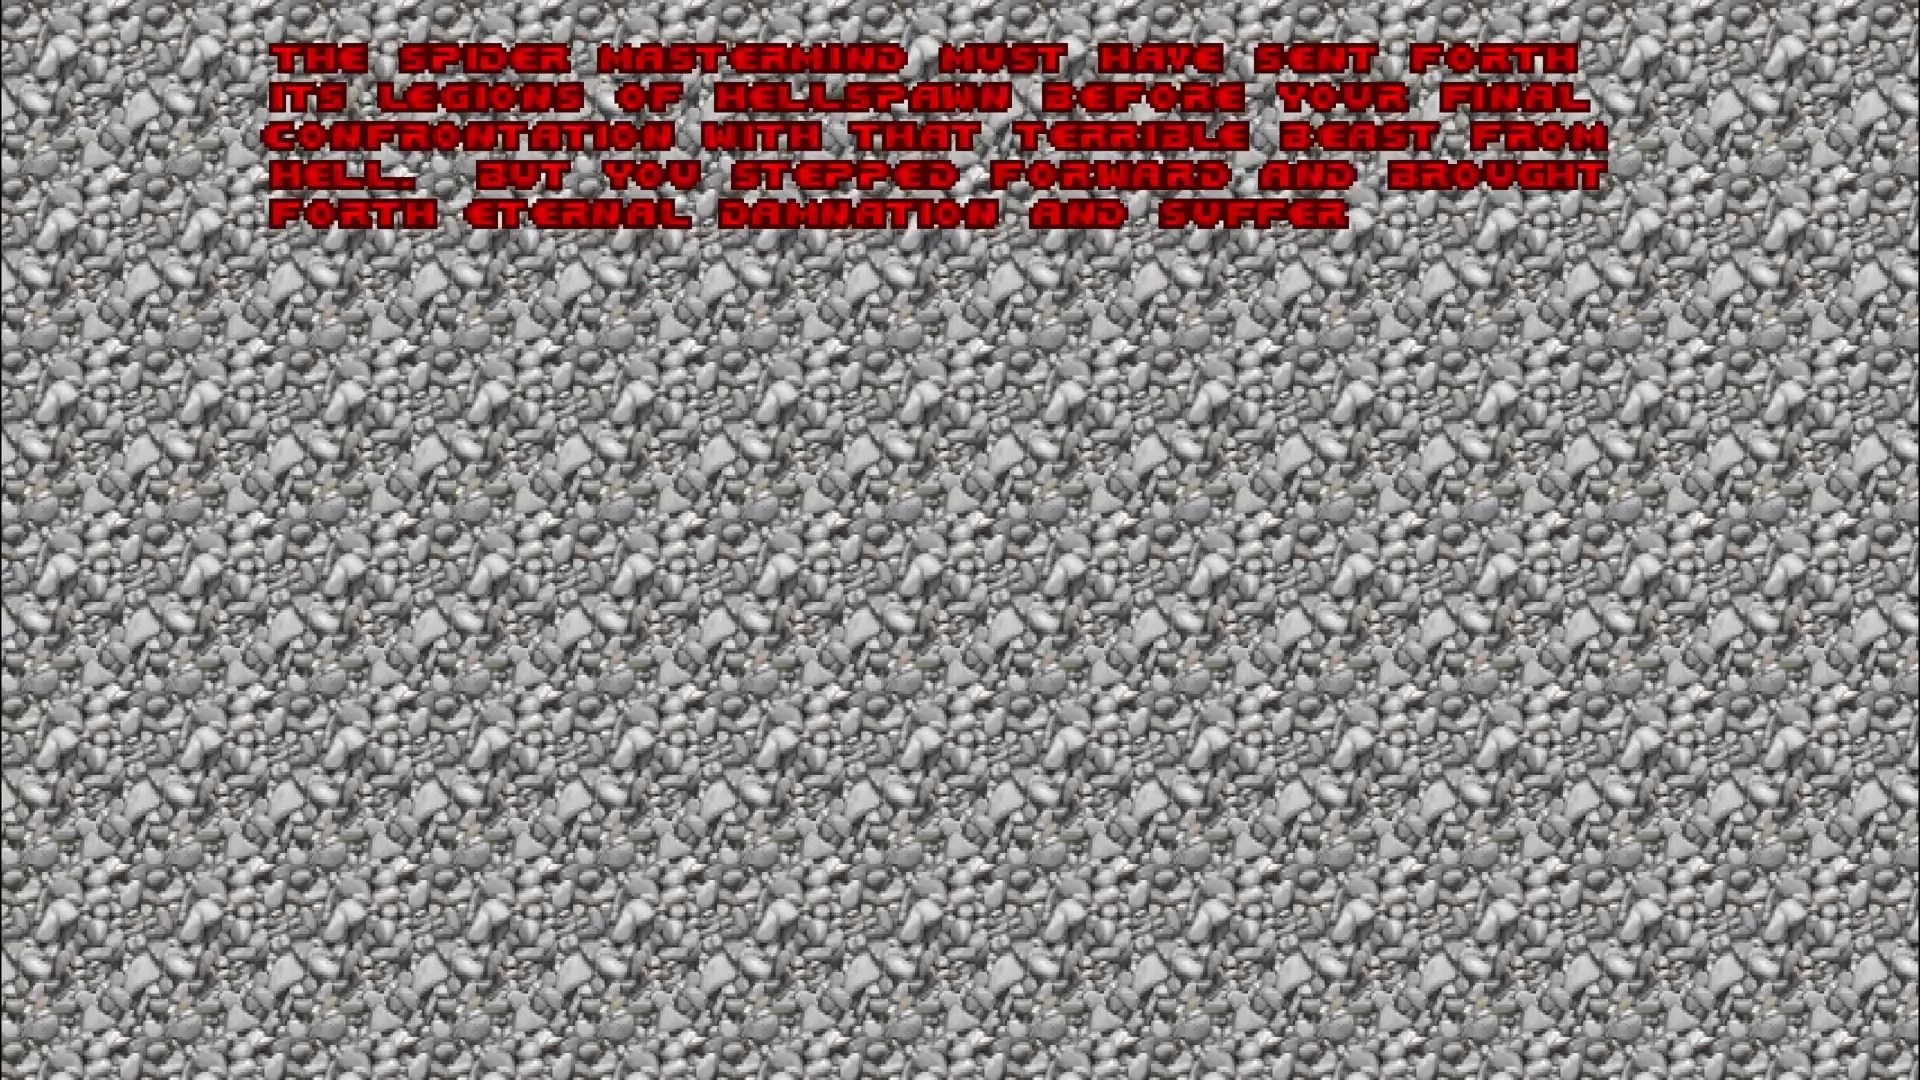 THE SPIDER MASTERMIND MUST HAVE SENT FORTH
ITS LEGIONS OF HELLSPAWN BEFORE YOUR FINAL
CONFRONTATION WITH THAT TERRIBLE BEAST FROM
HELL.  BUT YOU STEPPED FORWARD AND BROUGHT
FORTH ETERNAL DAMNATION AND SUFFER